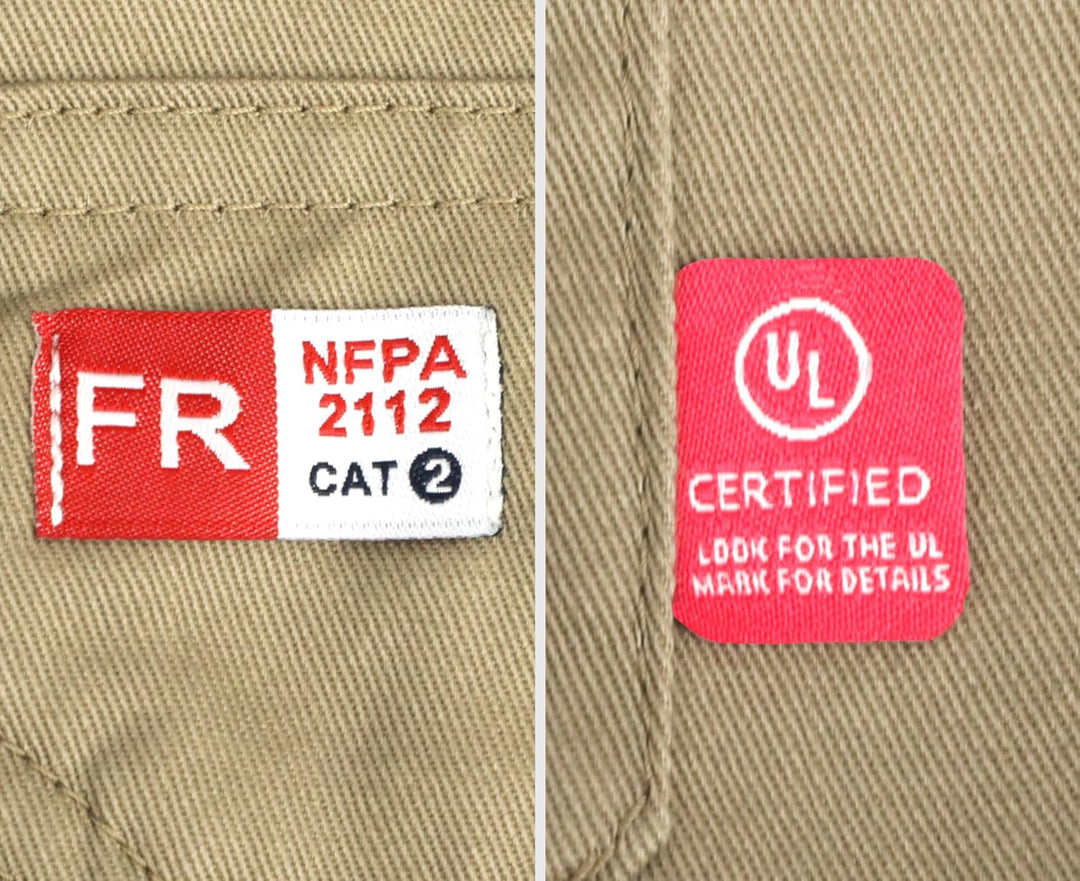 FR
NFPA
2112
CAT 2
UL
CERTIFIED
LOOK FOR THE UL
MARK FOR DETAILS